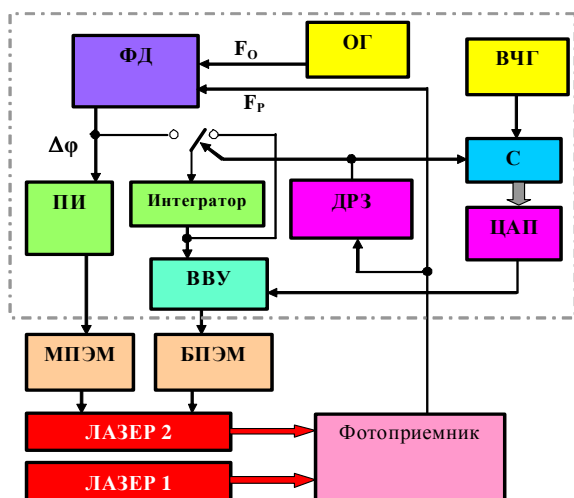 ФД
F_O
ОГ
ВЧГ
F_P
Δφ
С
ПИ
Интегратор
ДРЗ
ЦАП
ВВУ
МПЭМ
БПЭМ
ЛАЗЕР 2
Фотоприемник
ЛАЗЕР 1